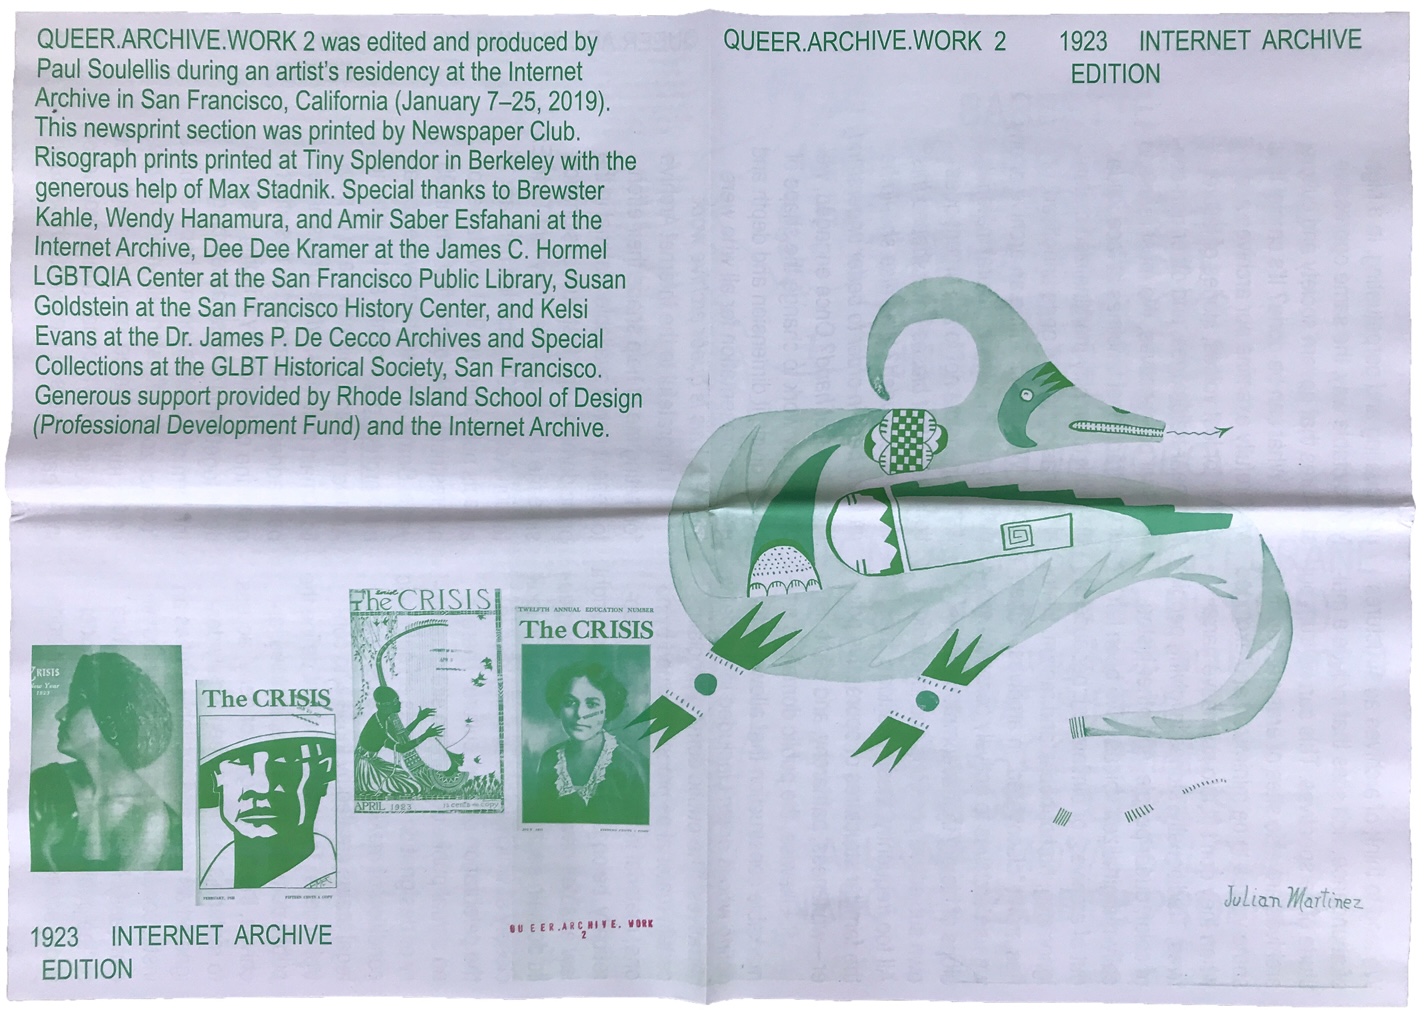 QUEER.ARCHIVE.WORK 2 was edited and produced by
Paul Soulellis during an artist's residency at the Internet
Archive in San Francisco, California (January 7–25, 2019).
This newsprint section was printed by Newspaper Club.
Risograph prints printed at Tiny Splendor in Berkeley with the
generous help of Max Stadnik. Special thanks to Brewster
Kahle, Wendy Hanamura, and Amir Saber Esfahani at the
Internet Archive, Dee Dee Kramer at the James C. Hormel
LGBTQIA Center at the San Francisco Public Library, Susan
Goldstein at the San Francisco History Center, and Kelsi
Evans at the Dr. James P. De Cecco Archives and Special
Collections at the GLBT Historical Society, San Francisco.
Generous support provided by Rhode Island School of Design
(Professional Development Fund) and the Internet Archive.
CRISIS
New Year
1923
The CRISIS
FEBRUARY, 1923 FIFTEEN CENTS A COPY
The CRISIS
APRIL 1923 15 cents a copy
TWELFTH ANNUAL EDUCATION NUMBER
The CRISIS
1923 INTERNET ARCHIVE
EDITION
QUEER.ARCHIVE.WORK
2
QUEER.ARCHIVE.WORK 2 1923 INTERNET ARCHIVE
EDITION
Julian Martinez